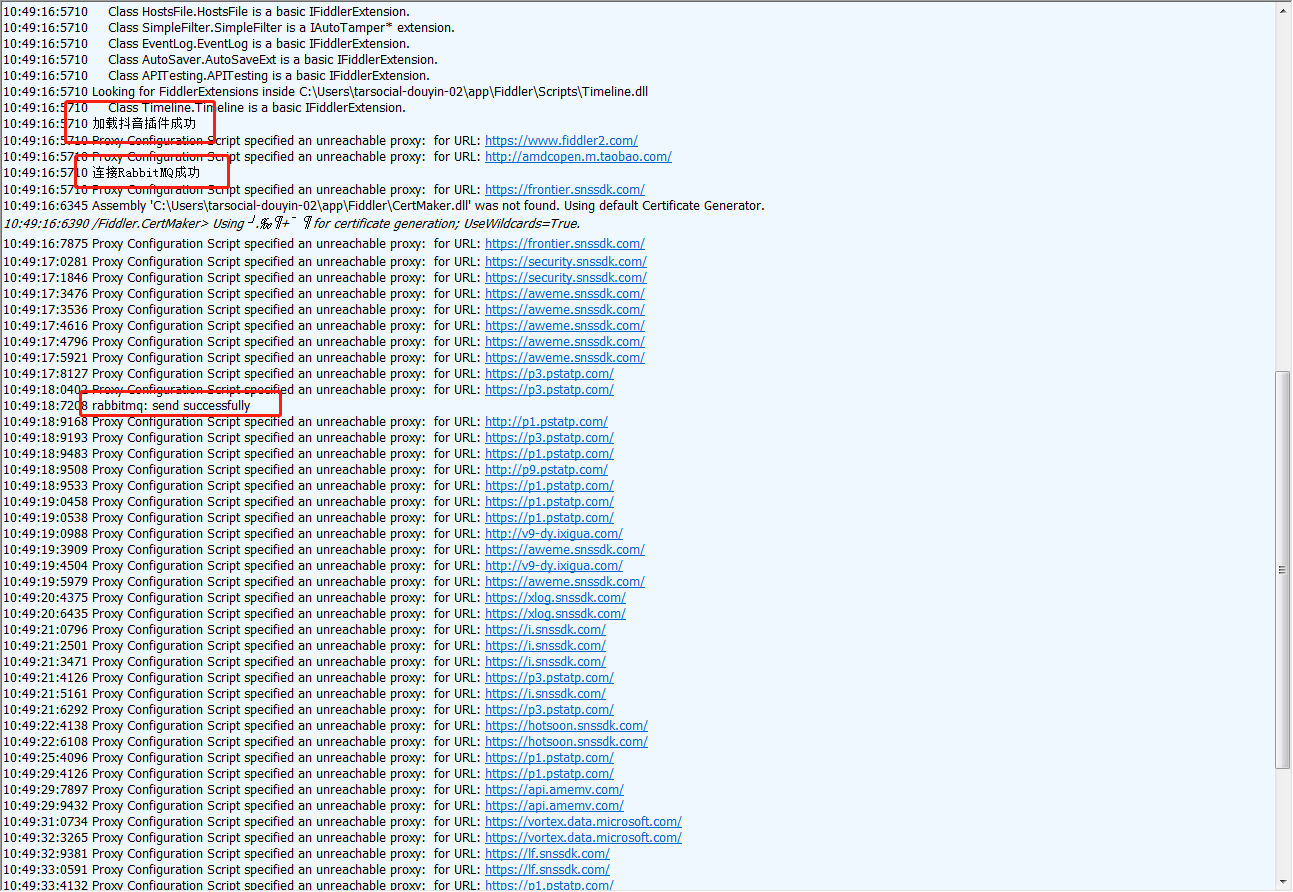 10:49:16:5710 Class HostsFile.HostsFile is a basic IFiddlerExtension.
10:49:16:5710 Class SimpleFilter.SimpleFilter is a IAutoTamper* extension.
10:49:16:5710 Class EventLog.EventLog is a basic IFiddlerExtension.
10:49:16:5710 Class AutoSaver.AutoSaveExt is a basic IFiddlerExtension.
10:49:16:5710 Class APITesting.APITesting is a basic IFiddlerExtension.
10:49:16:5710 Looking for FiddlerExtensions inside C:\Users\tarsocial-douyin-02\app\Fiddler\Scripts\Timeline.dll
10:49:16:5710 Class Timeline.Timeline is a basic IFiddlerExtension.
10:49:16:5710 加载抖音插件成功
10:49:16:5710 Proxy Configuration Script specified an unreachable proxy: for URL: https://www.fiddler2.com/
10:49:16:5710 Proxy Configuration Script specified an unreachable proxy: for URL: http://amdcopen.m.taobao.com/
10:49:16:5710 连接RabbitMQ成功
10:49:16:5710 Proxy Configuration Script specified an unreachable proxy: for URL: https://frontier.snssdk.com/
10:49:16:6345 Assembly 'C:\Users\tarsocial-douyin-02\app\Fiddler\CertMaker.dll' was not found. Using default Certificate Generator.
10:49:16:6390 /Fiddler.CertMaker> Using for certificate generation; UseWildcards=True.
10:49:16:7875 Proxy Configuration Script specified an unreachable proxy: for URL: https://frontier.snssdk.com/
10:49:17:0281 Proxy Configuration Script specified an unreachable proxy: for URL: https://security.snssdk.com/
10:49:17:1846 Proxy Configuration Script specified an unreachable proxy: for URL: https://security.snssdk.com/
10:49:17:3476 Proxy Configuration Script specified an unreachable proxy: for URL: https://aweme.snssdk.com/
10:49:17:3536 Proxy Configuration Script specified an unreachable proxy: for URL: https://aweme.snssdk.com/
10:49:17:4616 Proxy Configuration Script specified an unreachable proxy: for URL: https://aweme.snssdk.com/
10:49:17:4796 Proxy Configuration Script specified an unreachable proxy: for URL: https://aweme.snssdk.com/
10:49:17:5921 Proxy Configuration Script specified an unreachable proxy: for URL: https://aweme.snssdk.com/
10:49:17:8127 Proxy Configuration Script specified an unreachable proxy: for URL: https://p3.pstatp.com/
10:49:18:0402 Proxy Configuration Script specified an unreachable proxy: for URL: https://p3.pstatp.com/
10:49:18:7208 rabbitmq: send successfully
10:49:18:9168 Proxy Configuration Script specified an unreachable proxy: for URL: http://p1.pstatp.com/
10:49:18:9193 Proxy Configuration Script specified an unreachable proxy: for URL: https://p3.pstatp.com/
10:49:18:9483 Proxy Configuration Script specified an unreachable proxy: for URL: https://p1.pstatp.com/
10:49:18:9508 Proxy Configuration Script specified an unreachable proxy: for URL: http://p9.pstatp.com/
10:49:18:9533 Proxy Configuration Script specified an unreachable proxy: for URL: https://p1.pstatp.com/
10:49:19:0458 Proxy Configuration Script specified an unreachable proxy: for URL: https://p1.pstatp.com/
10:49:19:0538 Proxy Configuration Script specified an unreachable proxy: for URL: https://p1.pstatp.com/
10:49:19:0988 Proxy Configuration Script specified an unreachable proxy: for URL: http://v9-dy.ixigua.com/
10:49:19:3909 Proxy Configuration Script specified an unreachable proxy: for URL: https://aweme.snssdk.com/
10:49:19:4504 Proxy Configuration Script specified an unreachable proxy: for URL: http://v9-dy.ixigua.com/
10:49:19:5979 Proxy Configuration Script specified an unreachable proxy: for URL: https://aweme.snssdk.com/
10:49:20:4375 Proxy Configuration Script specified an unreachable proxy: for URL: https://xlog.snssdk.com/
10:49:20:6435 Proxy Configuration Script specified an unreachable proxy: for URL: https://xlog.snssdk.com/
10:49:21:0796 Proxy Configuration Script specified an unreachable proxy: for URL: https://i.snssdk.com/
10:49:21:2501 Proxy Configuration Script specified an unreachable proxy: for URL: https://i.snssdk.com/
10:49:21:3471 Proxy Configuration Script specified an unreachable proxy: for URL: https://i.snssdk.com/
10:49:21:4126 Proxy Configuration Script specified an unreachable proxy: for URL: https://p3.pstatp.com/
10:49:21:5161 Proxy Configuration Script specified an unreachable proxy: for URL: https://i.snssdk.com/
10:49:21:6292 Proxy Configuration Script specified an unreachable proxy: for URL: https://p3.pstatp.com/
10:49:22:4138 Proxy Configuration Script specified an unreachable proxy: for URL: https://hotsoon.snssdk.com/
10:49:22:6108 Proxy Configuration Script specified an unreachable proxy: for URL: https://hotsoon.snssdk.com/
10:49:25:4096 Proxy Configuration Script specified an unreachable proxy: for URL: https://p1.pstatp.com/
10:49:29:4126 Proxy Configuration Script specified an unreachable proxy: for URL: https://p1.pstatp.com/
10:49:29:7897 Proxy Configuration Script specified an unreachable proxy: for URL: https://api.amemv.com/
10:49:29:9432 Proxy Configuration Script specified an unreachable proxy: for URL: https://api.amemv.com/
10:49:31:0734 Proxy Configuration Script specified an unreachable proxy: for URL: https://vortex.data.microsoft.com/
10:49:32:3265 Proxy Configuration Script specified an unreachable proxy: for URL: https://vortex.data.microsoft.com/
10:49:32:9381 Proxy Configuration Script specified an unreachable proxy: for URL: https://lf.snssdk.com/
10:49:33:0591 Proxy Configuration Script specified an unreachable proxy: for URL: https://lf.snssdk.com/
10:49:33:4132 Proxy Configuration Script specified an unreachable proxy: for URL: https://p1.pstatp.com/